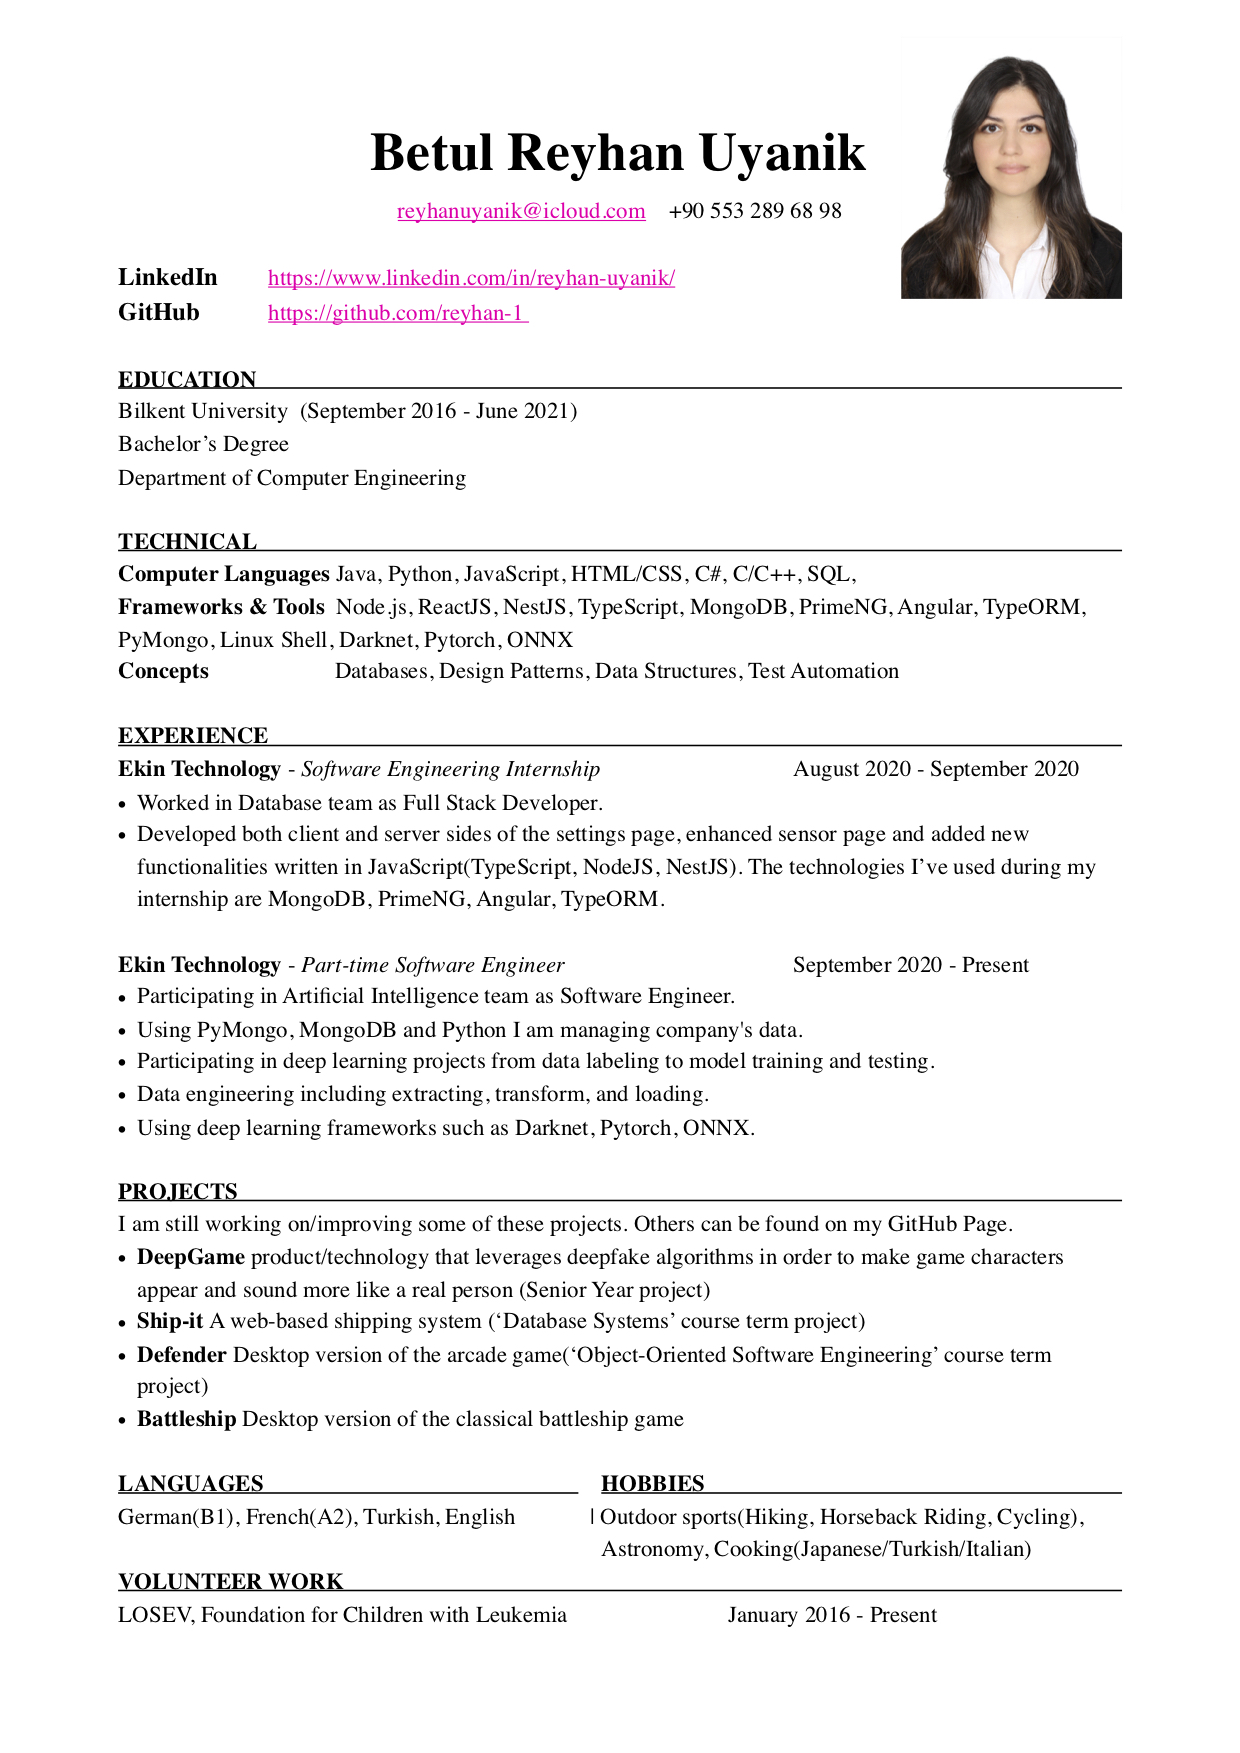 Betul Reyhan Uyanik
reyhanuyanik@icloud.com +90 553 289 68 98
LinkedIn https://www.linkedin.com/in/reyhan-uyanik/
GitHub https://github.com/reyhan-1
EDUCATION
Bilkent University (September 2016 - June 2021)
Bachelor’s Degree
Department of Computer Engineering
TECHNICAL
Computer Languages Java, Python, JavaScript, HTML/CSS, C#, C/C++, SQL,
Frameworks & Tools Node.js, ReactJS, NestJS, TypeScript, MongoDB, PrimeNG, Angular, TypeORM,
PyMongo, Linux Shell, Darknet, Pytorch, ONNX
Concepts Databases, Design Patterns, Data Structures, Test Automation
EXPERIENCE
Ekin Technology - Software Engineering Internship August 2020 - September 2020
• Worked in Database team as Full Stack Developer.
• Developed both client and server sides of the settings page, enhanced sensor page and added new
functionalities written in JavaScript(TypeScript, NodeJS, NestJS). The technologies I’ve used during my
internship are MongoDB, PrimeNG, Angular, TypeORM.
Ekin Technology - Part-time Software Engineer September 2020 - Present
• Participating in Artificial Intelligence team as Software Engineer.
• Using PyMongo, MongoDB and Python I am managing company's data.
• Participating in deep learning projects from data labeling to model training and testing.
• Data engineering including extracting, transform, and loading.
• Using deep learning frameworks such as Darknet, Pytorch, ONNX.
PROJECTS
I am still working on/improving some of these projects. Others can be found on my GitHub Page.
• DeepGame product/technology that leverages deepfake algorithms in order to make game characters
appear and sound more like a real person (Senior Year project)
• Ship-it A web-based shipping system (‘Database Systems’ course term project)
• Defender Desktop version of the arcade game(‘Object-Oriented Software Engineering’ course term
project)
• Battleship Desktop version of the classical battleship game
LANGUAGES
German(B1), French(A2), Turkish, English
HOBBIES
| Outdoor sports(Hiking, Horseback Riding, Cycling),
Astronomy, Cooking(Japanese/Turkish/Italian)
VOLUNTEER WORK
LOSEV, Foundation for Children with Leukemia January 2016 - Present